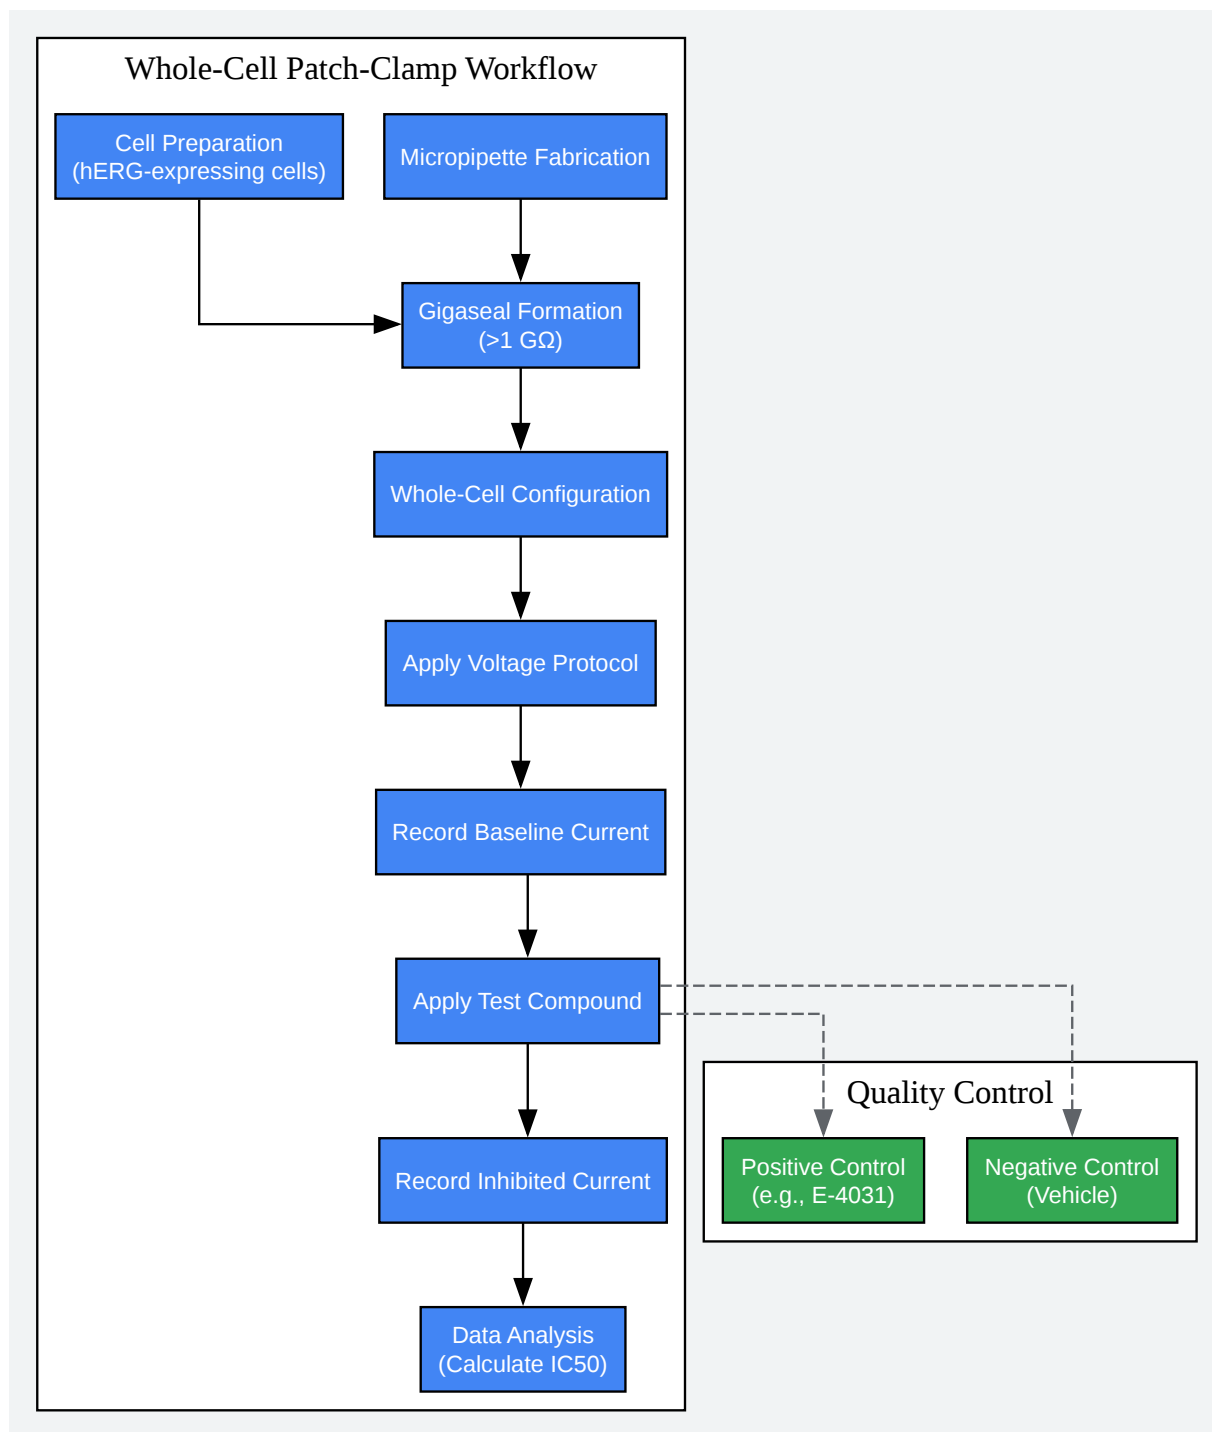 Whole-Cell Patch-Clamp Workflow
Cell Preparation
(hERG-expressing cells)
Micropipette Fabrication
Gigaseal Formation
(>1 GΩ)
Whole-Cell Configuration
Apply Voltage Protocol
Record Baseline Current
Apply Test Compound
Quality Control
Positive Control
(e.g., E-4031)
Negative Control
(Vehicle)
Record Inhibited Current
Data Analysis
(Calculate IC50)